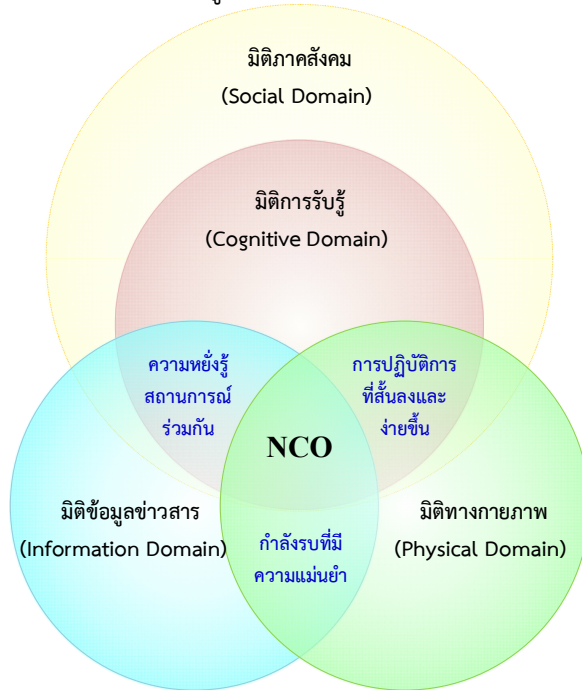 มิติภาคสังคม
(Social Domain)
มิติการรับรู้
(Cognitive Domain)
ความหยั่งรู้
สถานการณ์
ร่วมกัน
การปฏิบัติการ
ที่สั้นลงและ
ง่ายขึ้น
NCO
มิติข้อมูลข่าวสาร
(Information Domain)
กำลังรบที่มี
ความแม่นยำ
มิติทางกายภาพ
(Physical Domain)